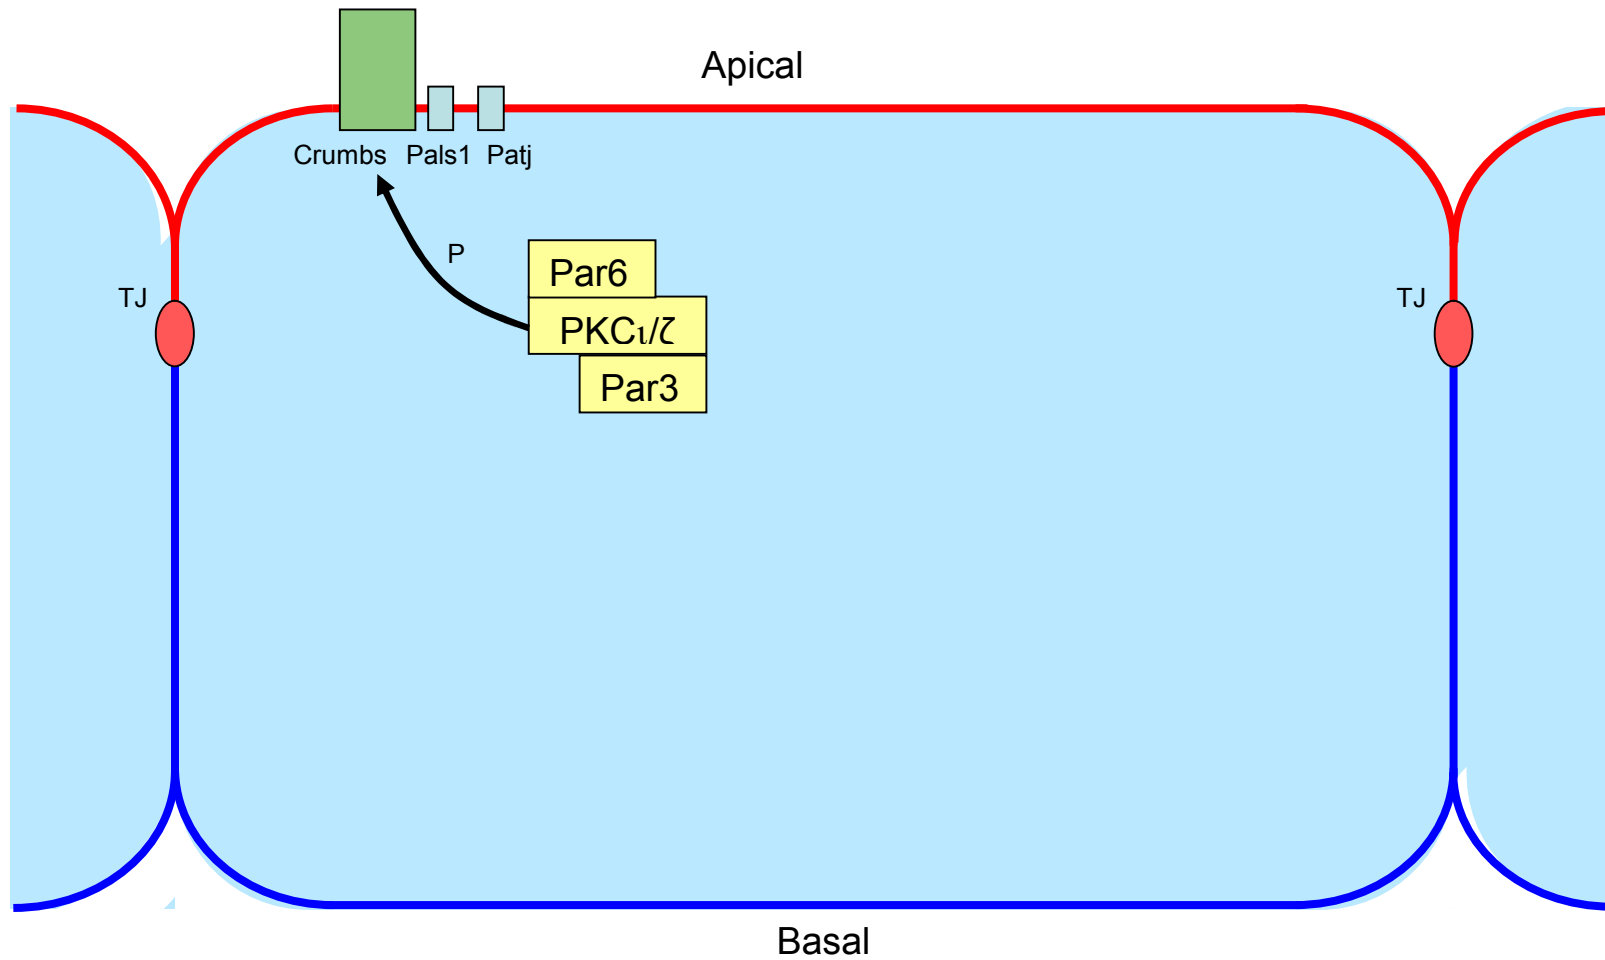 Apical
Crumbs Pals1 Patj
P
Par6
TJ
TJ
PKCι/ζ
Par3
Basal